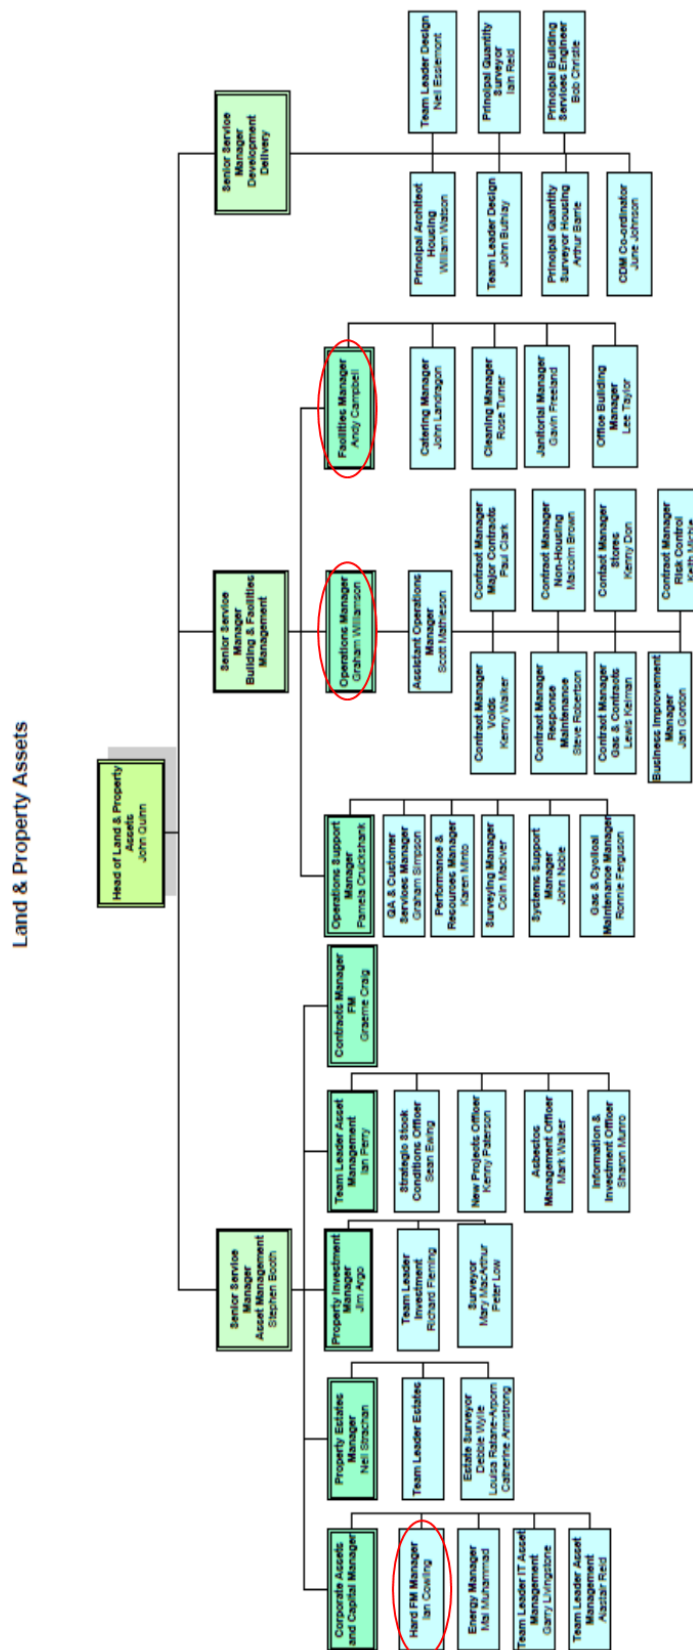 Land & Property Assets
Head of Land & Property
Assets
John Quinn
Senior Service
Manager
Asset Management
Stephen Booth
Senior Service
Manager
Building & Facilities
Management
Senior Service
Manager
Development
Delivery
Corporate Assets
and Capital Manager
Hard FM Manager
Ian Cowling
Energy Manager
Mal Muhammad
Team Leader IT Asset
Management
Garry Livingstone
Team Leader Asset
Management
Alastair Reid
Property Estates
Manager
Neil Strachan
Team Leader Estates
Estate Surveyor
Debbie Wylie
Louisa Ratane-Arporn
Catherine Armstrong
Property Investment
Manager
Jim Argo
Team Leader
Investment
Richard Fleming
Surveyor
Mary MacArthur
Peter Low
Team Leader Asset
Management
Ian Perry
Strategic Stock
Conditions Officer
Sean Ewing
New Projects Officer
Kenny Paterson
Asbestos
Management Officer
Mark Walker
Information &
Investment Officer
Sharon Munro
Contracts Manager
FM
Graeme Craig
Operations Support
Manager
Pamela Cruickshank
QA & Customer
Services Manager
Graham Simpson
Performance &
Resources Manager
Karen Minto
Surveying Manager
Colin MacIver
Systems Support
Manager
John Noble
Gas & Cyclical
Maintenance Manager
Ronnie Ferguson
Operations Manager
Graham Williamson
Assistant Operations
Manager
Scott Mathieson
Contract Manager
Voids
Kenny Walker
Contract Manager
Major Contracts
Paul Clark
Contract Manager
Response
Maintenance
Steve Robertson
Contract Manager
Non-Housing
Malcolm Brown
Contract Manager
Gas & Contracts
Lewis Kelman
Contact Manager
Stores
Kenny Don
Business Improvement
Manager
Jan Gordon
Contract Manager
Risk Control
Facilities Manager
Andy Campbell
Catering Manager
John Landragon
Cleaning Manager
Rose Turner
Janitorial Manager
Gavin Freeland
Office Building
Manager
Lee Taylor
Principal Architect
Housing
William Watson
Team Leader Design
Neil Esslemont
Team Leader Design
John Buthlay
Principal Quantity
Surveyor
Iain Reid
Principal Quantity
Surveyor Housing
Arthur Barrie
Principal Building
Services Engineer
Bob Christie
CDM Co-ordinator
June Johnson